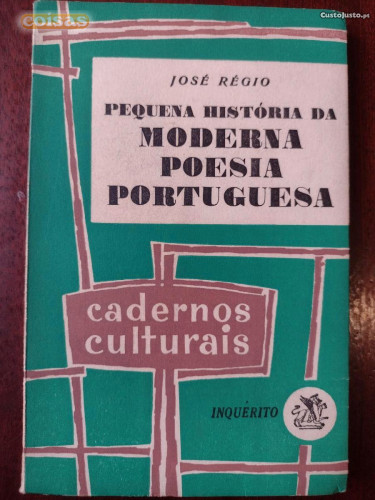 coisas
CustoJusto.pt
JOSÉ RÉGIO
PEQUENA HISTÓRIA DA
MODERNA
POESIA
PORTUGUESA
cadernos
culturais
INQUÉRITO